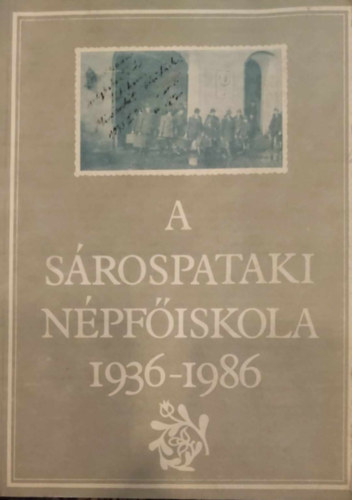 A
SÁROSPATAKI
NÉPFŐISKOLA
1936-1986